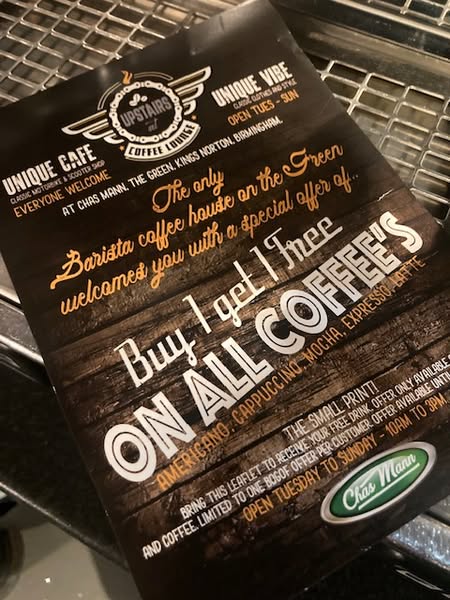 UPSTAIRS
COFFEE LOUNGE
UNIQUE CAFE
CLASSIC MOTORBIKE & SCOOTER SHOP
EVERYONE WELCOME
UNIQUE VIBE
CLASSIC CLOTHES AND STYLE
OPEN TUES - SUN
AT CHAS MANN, THE GREEN, KINGS NORTON, BIRMINGHAM.
The only
Barista coffee house on the Green
welcomes you with a special offer of..
Buy 1 get 1 Free
ON ALL COFFEE'S
AMERICANO, CAPPUCCINO, MOCHA, EXPRESSO, LATTE
THE SMALL PRINT!
BRING THIS LEAFLET TO RECEIVE YOUR FREE DRINK. OFFER ONLY AVAILABLE
AND COFFEE. LIMITED TO ONE BOGOF OFFER PER CUSTOMER. OFFER AVAILABLE UNTIL
OPEN TUESDAY TO SUNDAY - 10AM TO 3PM
Chas Mann